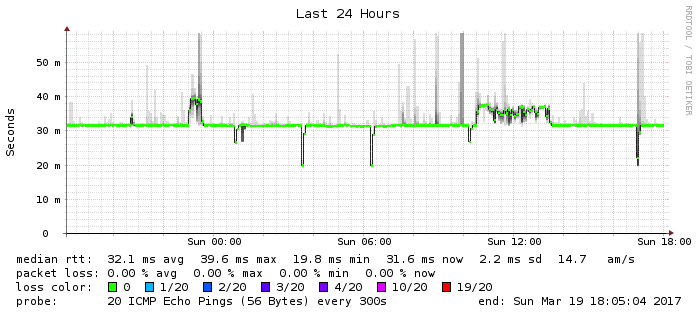 Last 24 Hours
RRDTOOL / TOBI OETIKER
Seconds
50 m
40 m
30 m
20 m
10 m
0
Sun 00:00 Sun 06:00 Sun 12:00 Sun 18:00
median rtt: 32.1 ms avg 39.6 ms max 19.8 ms min 31.6 ms now 2.2 ms sd 14.7 am/s
packet loss: 0.00 % avg 0.00 % max 0.00 % min 0.00 % now
loss color: 0 1/20 2/20 3/20 4/20 10/20 19/20
probe: 20 ICMP Echo Pings (56 Bytes) every 300s end: Sun Mar 19 18:05:04 2017